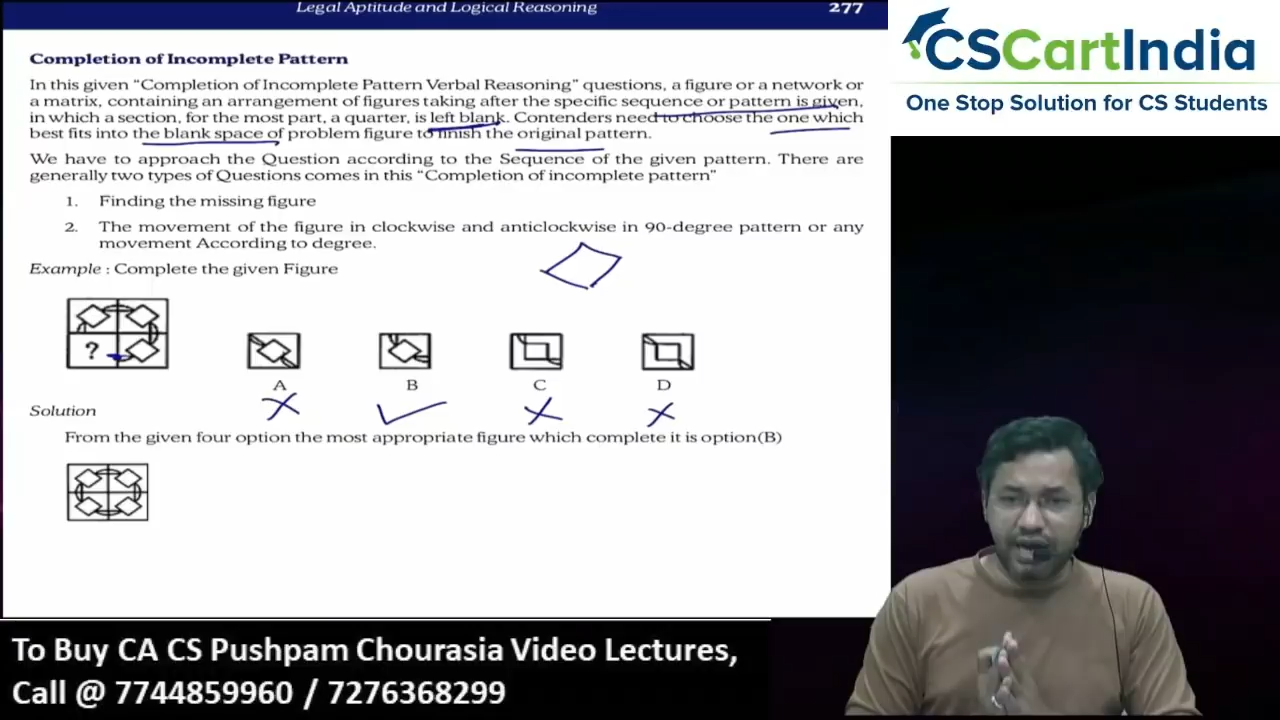 Legal Aptitude and Logical Reasoning 277
CSCartIndia
One Stop Solution for CS Students
Completion of Incomplete Pattern
In this given “Completion of Incomplete Pattern Verbal Reasoning” questions, a figure or a network or
a matrix, containing an arrangement of figures taking after the specific sequence or pattern is given,
in which a section, for the most part, a quarter, is left blank. Contenders need to choose the one which
best fits into the blank space of problem figure to finish the original pattern.
We have to approach the Question according to the Sequence of the given pattern. There are
generally two types of Questions comes in this “Completion of incomplete pattern”
1. Finding the missing figure
2. The movement of the figure in clockwise and anticlockwise in 90-degree pattern or any
movement According to degree.
Example : Complete the given Figure
?
A B C D
Solution
From the given four option the most appropriate figure which complete it is option(B)
To Buy CA CS Pushpam Chourasia Video Lectures,
Call @ 7744859960 / 7276368299